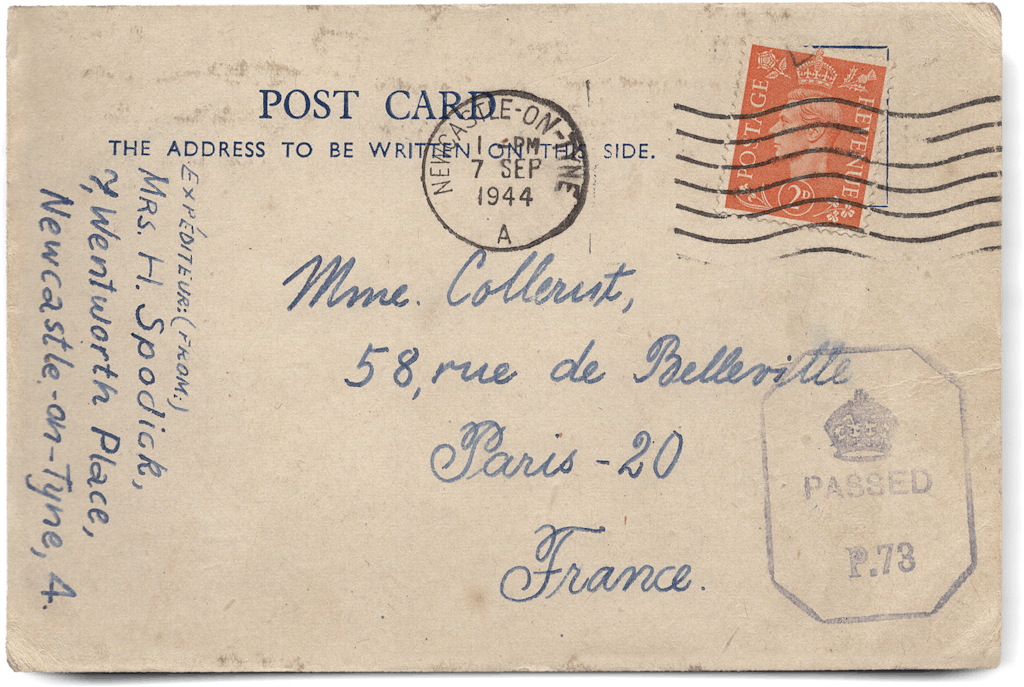 POST CARD
THE ADDRESS TO BE WRITTEN ON THIS SIDE.
NEWCASTLE-ON-TYNE
1-PM
7 SEP
1944
A
POSTAGE
REVENUE
2D
EXPÉDITEUR: (FROM:)
Mrs. H. Spodick,
7, Wentworth Place,
Newcastle-on-Tyne, 4.
Mme.
58, rue de Belleville
Paris - 20
France.
PASSED
P.73